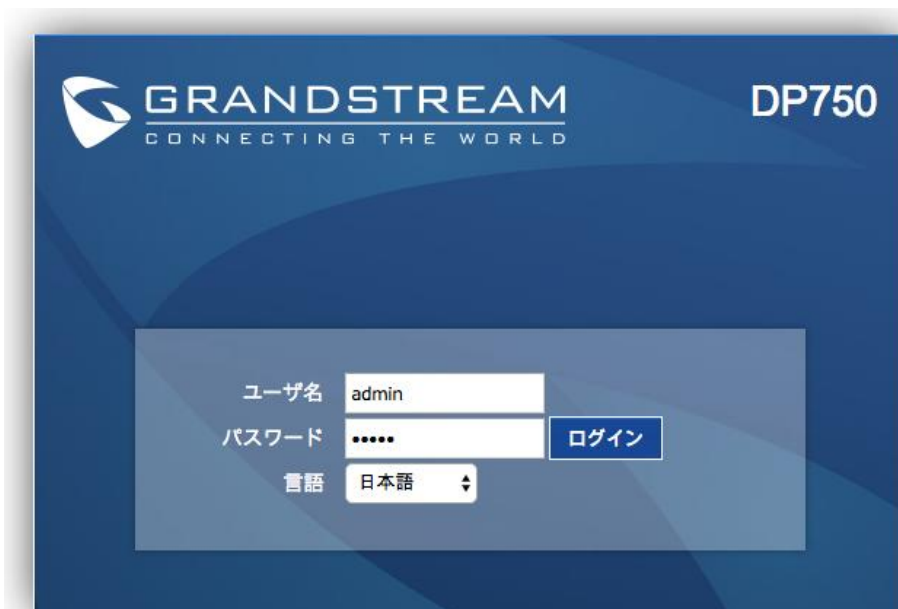 GRANDSTREAM
CONNECTING THE WORLD
DP750
ユーザ名 admin
パスワード ••••• ログイン
言語 日本語